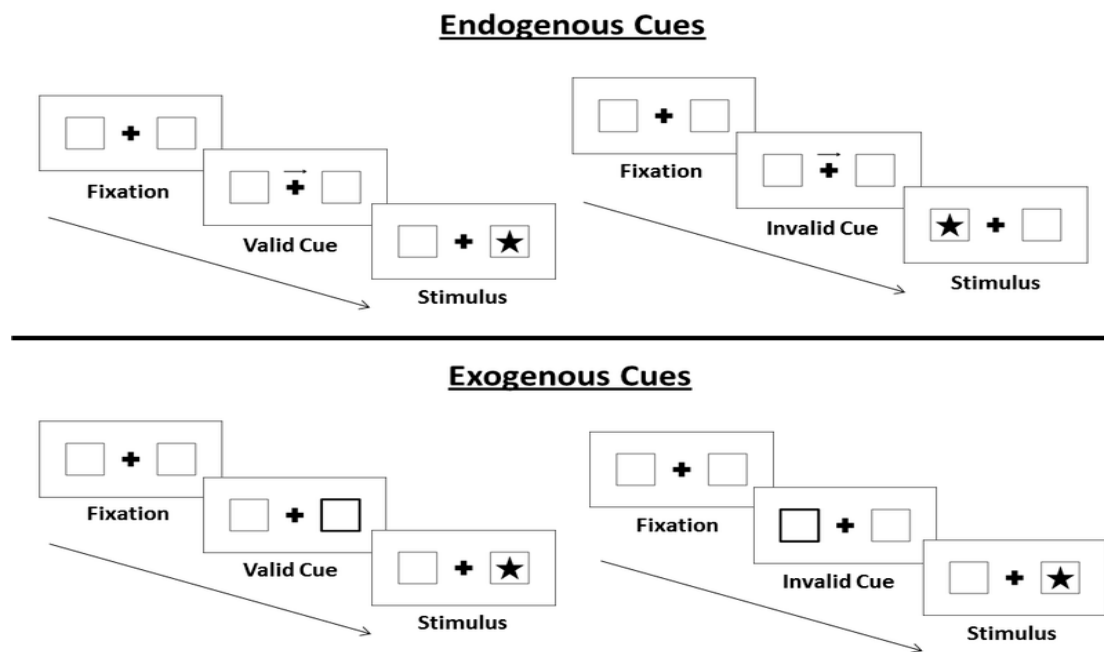 Endogenous Cues
Fixation
Valid Cue
Stimulus
Fixation
Invalid Cue
Stimulus
Exogenous Cues
Fixation
Valid Cue
Stimulus
Fixation
Invalid Cue
Stimulus